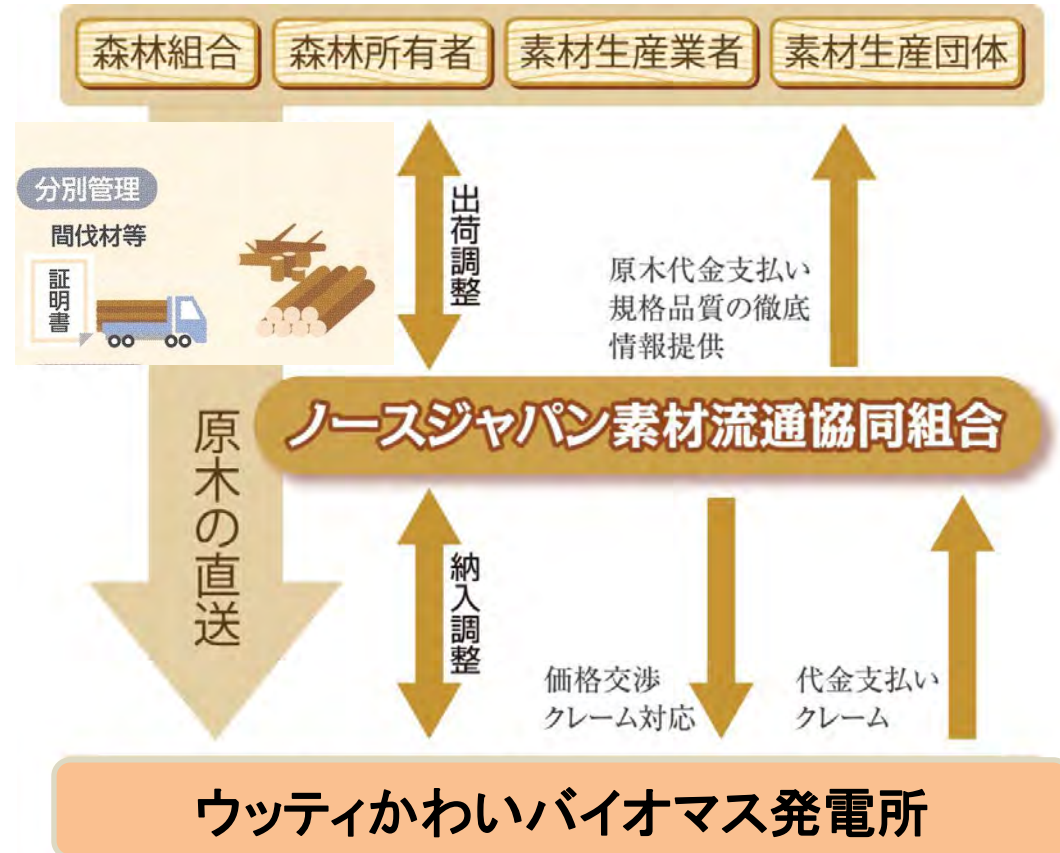 森林組合 森林所有者 素材生産業者 素材生産団体
分別管理
間伐材等
証明書
出荷調整
原木代金支払い
規格品質の徹底
情報提供
ノースジャパン素材流通協同組合
原木の直送
納入調整
価格交渉
クレーム対応
代金支払い
クレーム
ウッティかわいバイオマス発電所